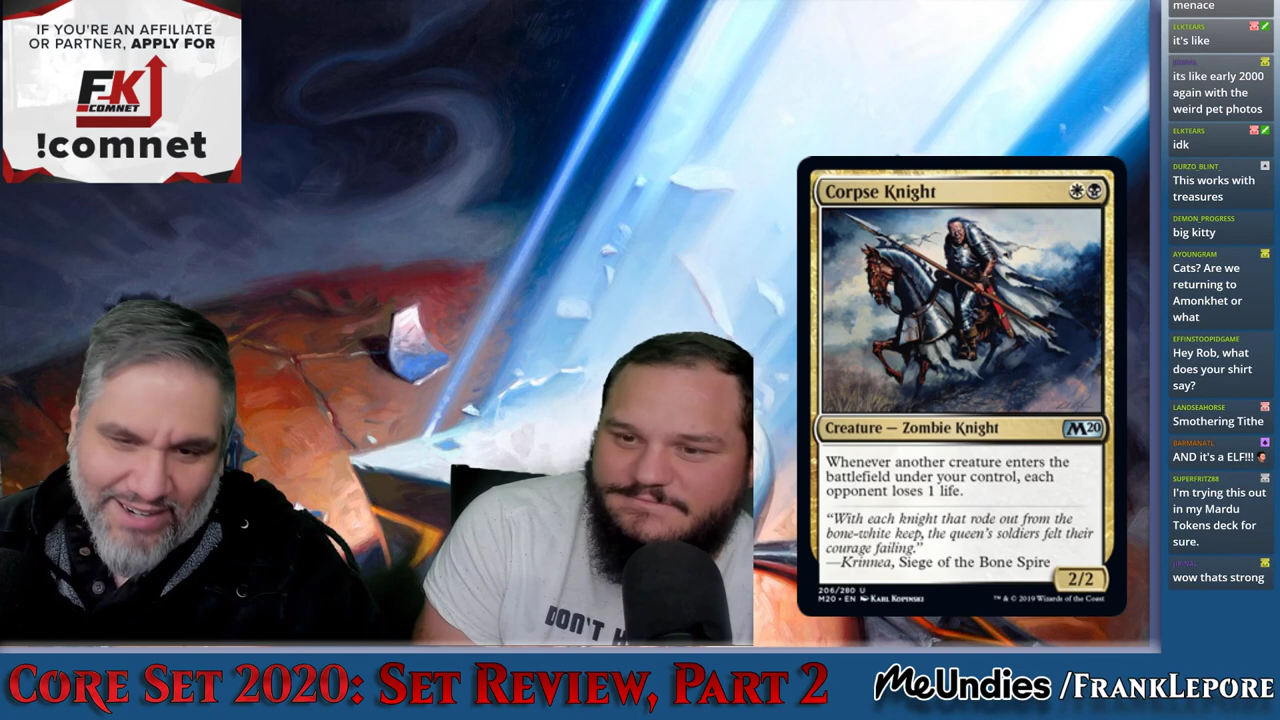 IF YOU'RE AN AFFILIATE
OR PARTNER, APPLY FOR
F2K
COMNET
!comnet
Corpse Knight
Creature — Zombie Knight
M20
Whenever another creature enters the
battlefield under your control, each
opponent loses 1 life.
"With each knight that rode out from the
bone-white keep, the queen's soldiers felt their
courage failing."
—Krinnea, Siege of the Bone Spire
2/2
206/280 U
M20 • EN Karl Kopinski
™ & © 2019 Wizards of the Coast
DON'T
menace
ELKTEARS
it's like
its like early 2000
again with the
weird pet photos
ELKTEARS
idk
DURZO_BLINT_
This works with
treasures
DEMON_PROGRESS
big kitty
AYOUNGRAM
Cats? Are we
returning to
Amonkhet or
what
EFFINSTOOPIDGAME
Hey Rob, what
does your shirt
say?
LANDSEAHORSE
Smothering Tithe
BARMANATL
AND it's a ELF!!!
SUPERFRITZ88
I'm trying this out
in my Mardu
Tokens deck for
sure.
wow thats strong
Core Set 2020: Set Review, Part 2
MeUndies /FrankLepore